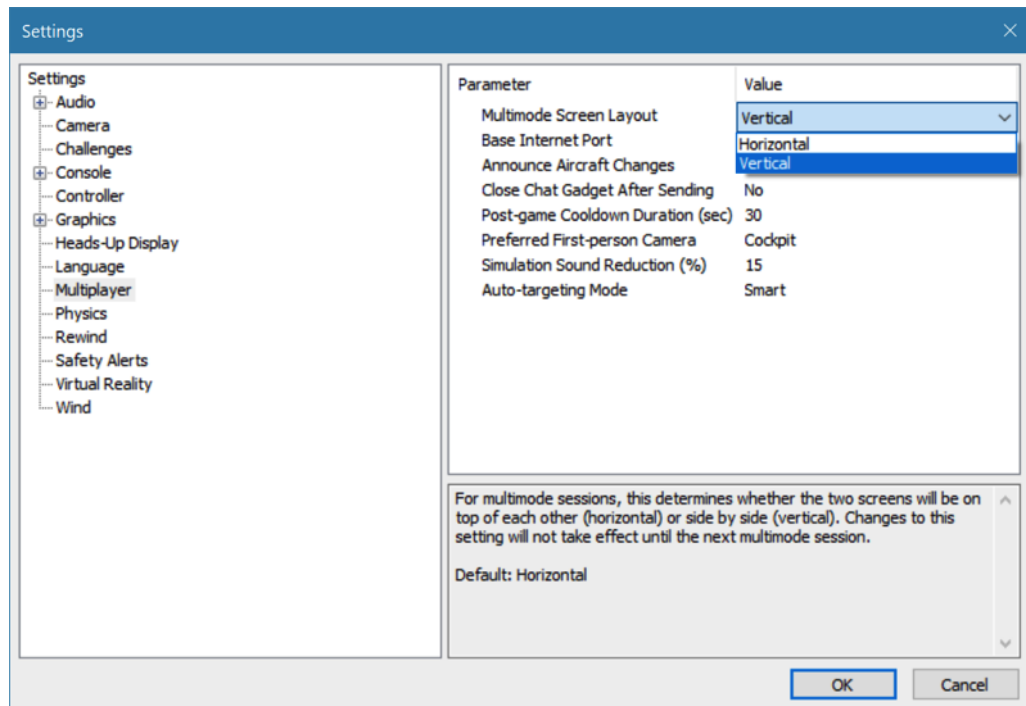 Settings
Settings
Audio
Camera
Challenges
Console
Controller
Graphics
Heads-Up Display
Language
Multiplayer
Physics
Rewind
Safety Alerts
Virtual Reality
Wind
Parameter Value
Multimode Screen Layout Vertical
Base Internet Port Horizontal
Announce Aircraft Changes Vertical
Close Chat Gadget After Sending No
Post-game Cooldown Duration (sec) 30
Preferred First-person Camera Cockpit
Simulation Sound Reduction (%) 15
Auto-targeting Mode Smart
For multimode sessions, this determines whether the two screens will be on
top of each other (horizontal) or side by side (vertical). Changes to this
setting will not take effect until the next multimode session.
Default: Horizontal
OK Cancel